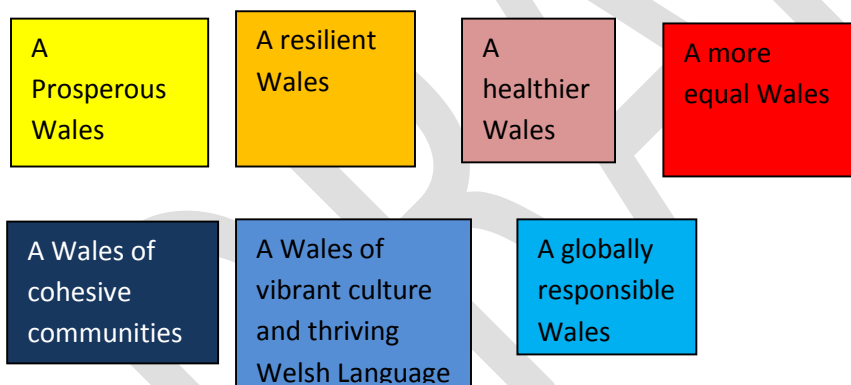 A
Prosperous
Wales
A resilient
Wales
A
healthier
Wales
A more
equal Wales
A Wales of
cohesive
communities
A Wales of
vibrant culture
and thriving
Welsh Language
A globally
responsible
Wales